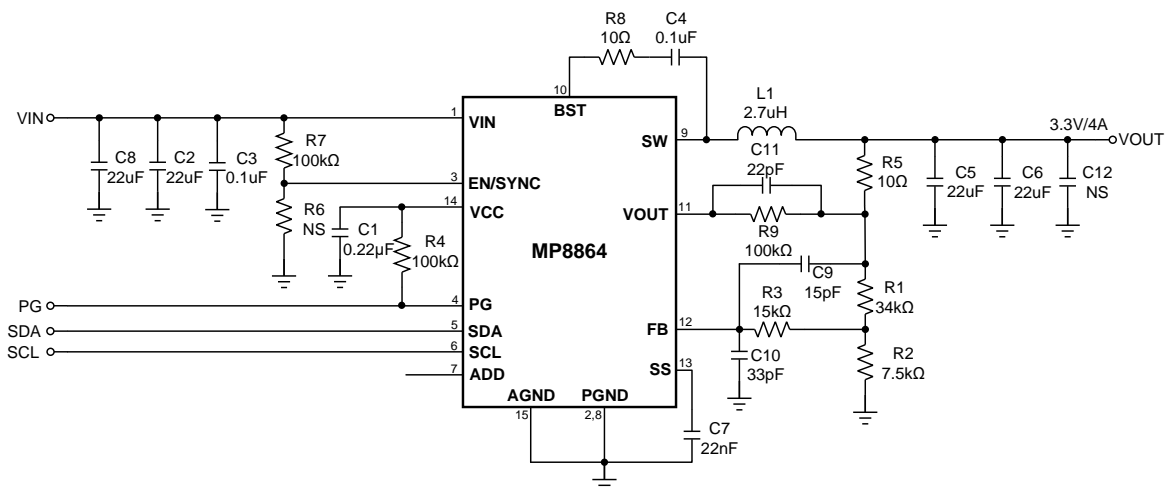 R8
10Ω
C4
0.1uF
10
BST
L1
2.7uH
VIN
1
VIN
SW
9
3.3V/4A
VOUT
C8
22uF
C2
22uF
C3
0.1uF
R7
100kΩ
C11
22pF
R5
10Ω
C5
22uF
C6
22uF
C12
NS
3
EN/SYNC
R6
NS
14
VCC
VOUT
11
C1
0.22µF
R4
100kΩ
MP8864
R9
100kΩ
C9
15pF
R1
34kΩ
PG
4
PG
R3
15kΩ
SDA
5
SDA
FB
12
SCL
6
SCL
C10
33pF
R2
7.5kΩ
7
ADD
SS
13
AGND
PGND
15
2,8
C7
22nF